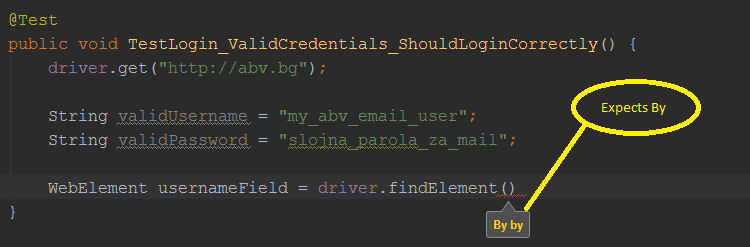 @Test
public void TestLogin_ValidCredentials_ShouldLoginCorrectly() {
driver.get("http://abv.bg");
String validUsername = "my_abv_email_user";
String validPassword = "slojna_parola_za_mail";
WebElement usernameField = driver.findElement()
}
Expects By
By by